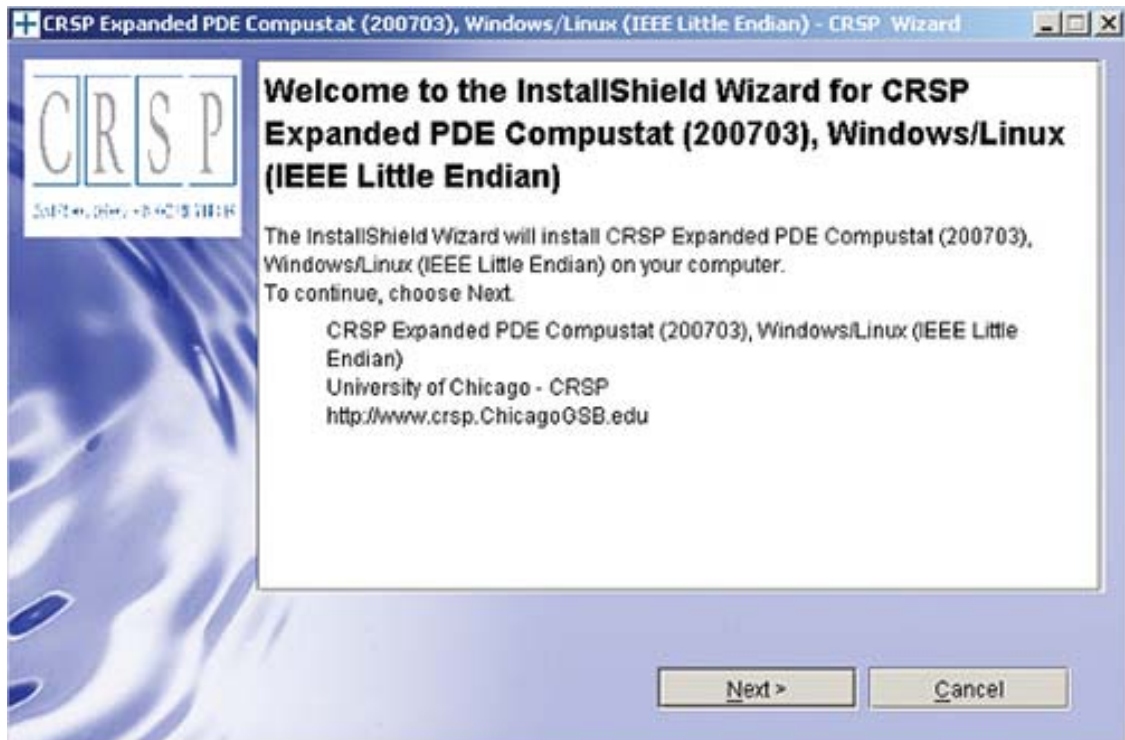 CRSP Expanded PDE Compustat (200703), Windows/Linux (IEEE Little Endian) - CRSP Wizard
CRSP
Welcome to the InstallShield Wizard for CRSP
Expanded PDE Compustat (200703), Windows/Linux
(IEEE Little Endian)
The InstallShield Wizard will install CRSP Expanded PDE Compustat (200703),
Windows/Linux (IEEE Little Endian) on your computer.
To continue, choose Next.
CRSP Expanded PDE Compustat (200703), Windows/Linux (IEEE Little
Endian)
University of Chicago - CRSP
http://www.crsp.ChicagoGSB.edu
Next >
Cancel